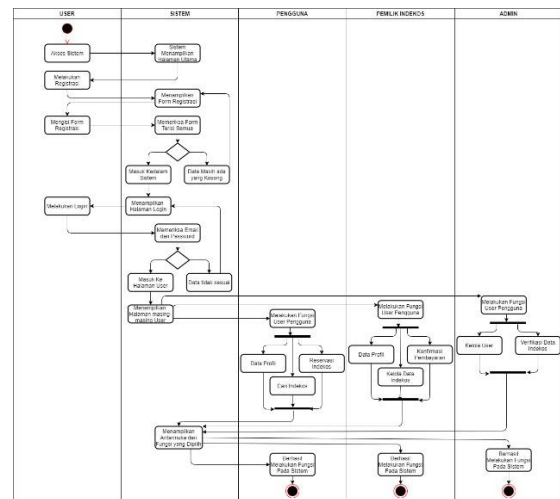 USER
SISTEM
PENGGUNA
PEMILIK INDEKOS
ADMIN
Akses Sistem
Sistem
Menampilkan
Halaman Utama
Melakukan
Registrasi
Menampilkan
Form Registrasi
Mengisi Form
Registrasi
Memeriksa Form
Terisi Semua
Masuk Kedalam
Sistem
Data Masih ada
yang Kosong
Melakukan Login
Menampilkan
Halaman Login
Memeriksa Email
dan Password
Masuk Ke
Halaman User
Data tidak sesuai
Menampilkan
Halaman masing
masing User
Melakukan Fungsi
User Pengguna
Melakukan Fungsi
User Pengguna
Melakukan Fungsi
User Pengguna
Data Profil
Reservasi
Indekos
Cari Indekos
Data Profil
Konfirmasi
Pembayaran
Kelola Data
Indekos
Kelola User
Verifikasi Data
Indekos
Menampilkan
Antarmuka dari
Fungsi yang Dipilih
Berhasil
Melakukan Fungsi
Pada Sistem
Berhasil
Melakukan Fungsi
Pada Sistem
Berhasil
Melakukan Fungsi
Pada Sistem